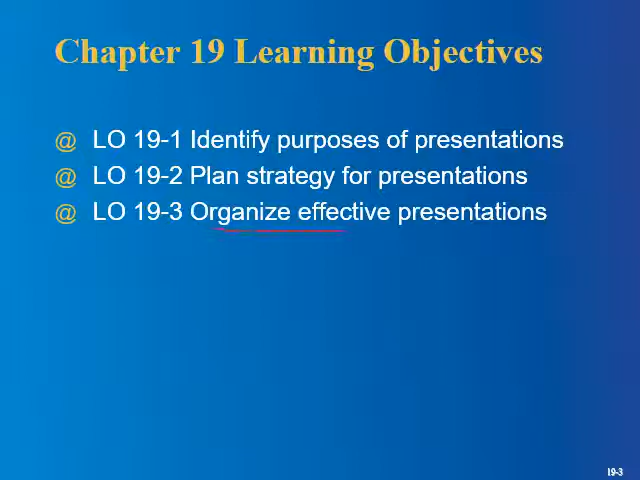 Chapter 19 Learning Objectives
@ LO 19-1 Identify purposes of presentations
@ LO 19-2 Plan strategy for presentations
@ LO 19-3 Organize effective presentations
19-3